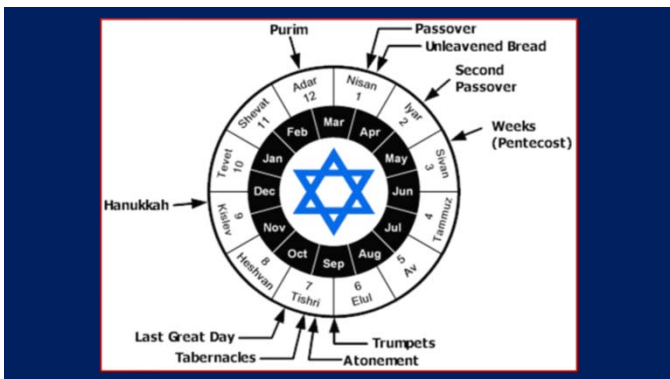 Purim
Passover
Unleavened Bread
Second
Passover
Weeks
(Pentecost)
Hanukkah
Last Great Day
Tabernacles
Trumpets
Atonement
Nisan
1
Iyar
2
Sivan
3
Tammuz
4
Av
5
Elul
6
Tishri
7
Heshvan
8
Kislev
9
Tevet
10
Shevat
11
Adar
12
Mar
Apr
May
Jun
Jul
Aug
Sep
Oct
Nov
Dec
Jan
Feb